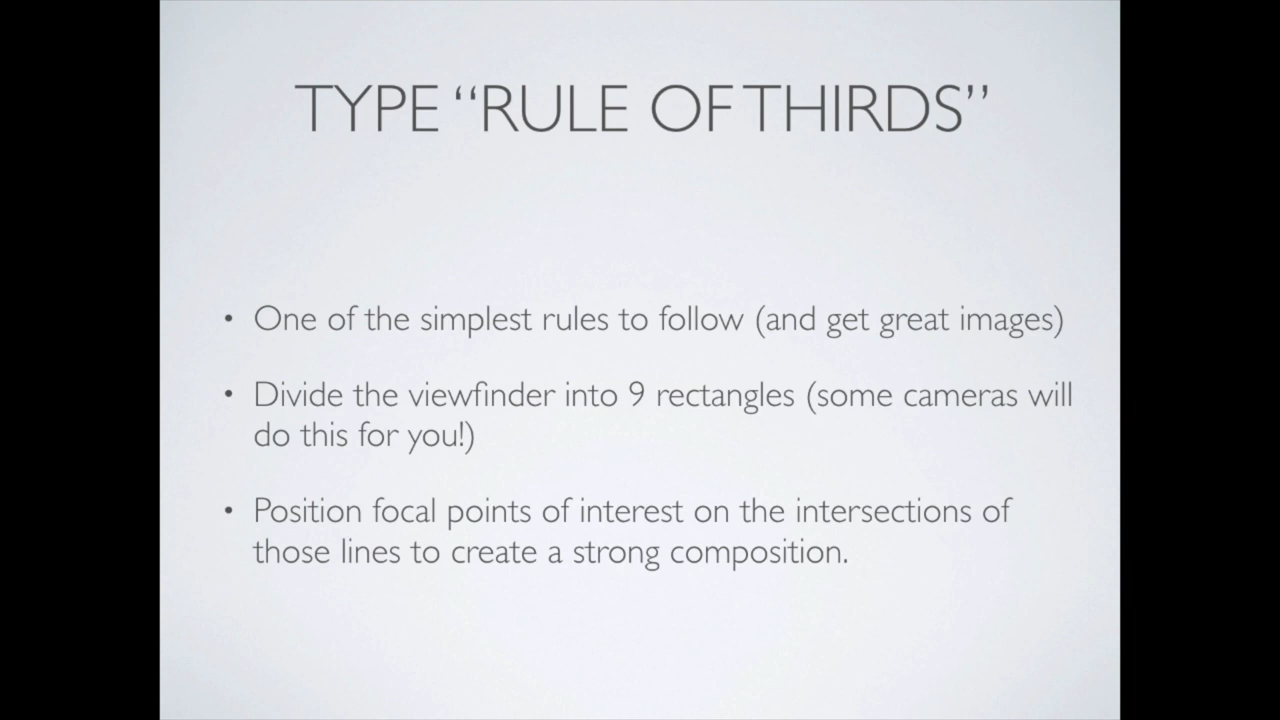 TYPE “RULE OF THIRDS”
• One of the simplest rules to follow (and get great images)
• Divide the viewfinder into 9 rectangles (some cameras will
do this for you!)
• Position focal points of interest on the intersections of
those lines to create a strong composition.